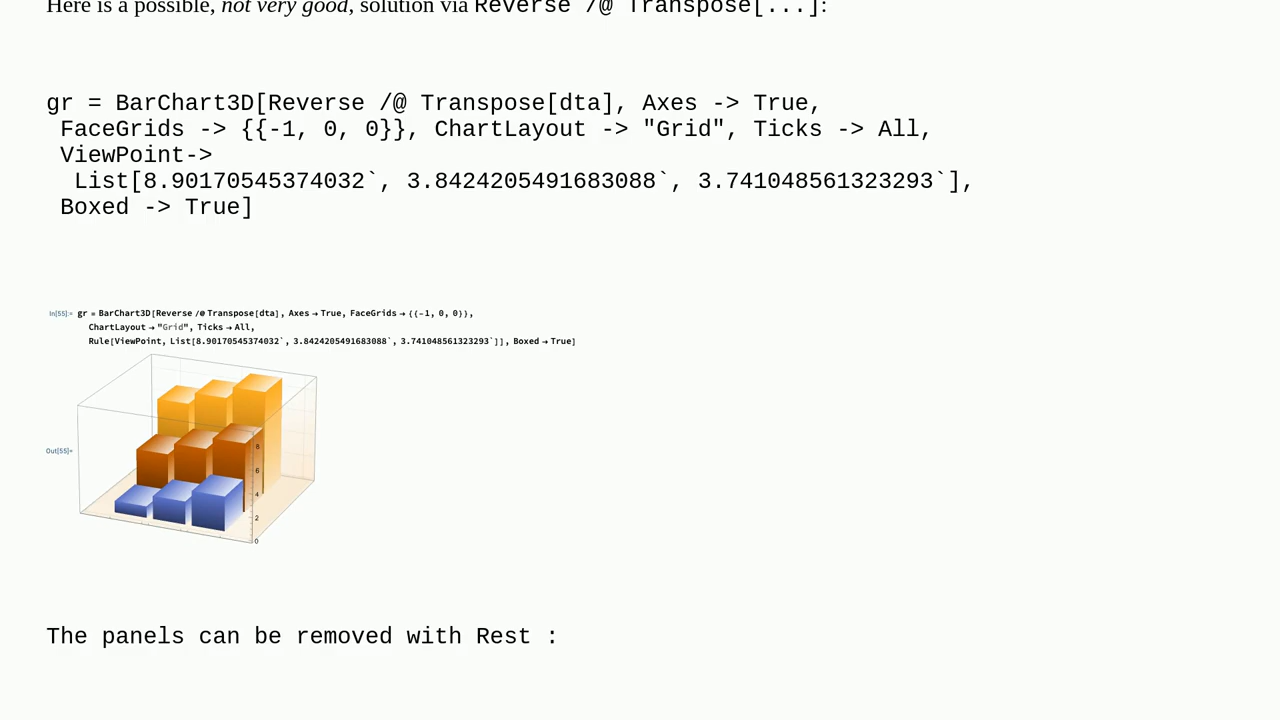 Here is a possible, not very good, solution via Reverse /@ Transpose[...]:
gr = BarChart3D[Reverse /@ Transpose[dta], Axes -> True,
FaceGrids -> {{-1, 0, 0}}, ChartLayout -> "Grid", Ticks -> All,
ViewPoint->
List[8.90170545374032`, 3.8424205491683088`, 3.741048561323293`],
Boxed -> True]
In[55]:= gr = BarChart3D[Reverse /@ Transpose[dta], Axes → True, FaceGrids → {{-1, 0, 0}},
ChartLayout → "Grid", Ticks → All,
Rule[ViewPoint, List[8.90170545374032`, 3.8424205491683088`, 3.741048561323293`]], Boxed → True]
Out[55]=
8
6
4
2
0
The panels can be removed with Rest :